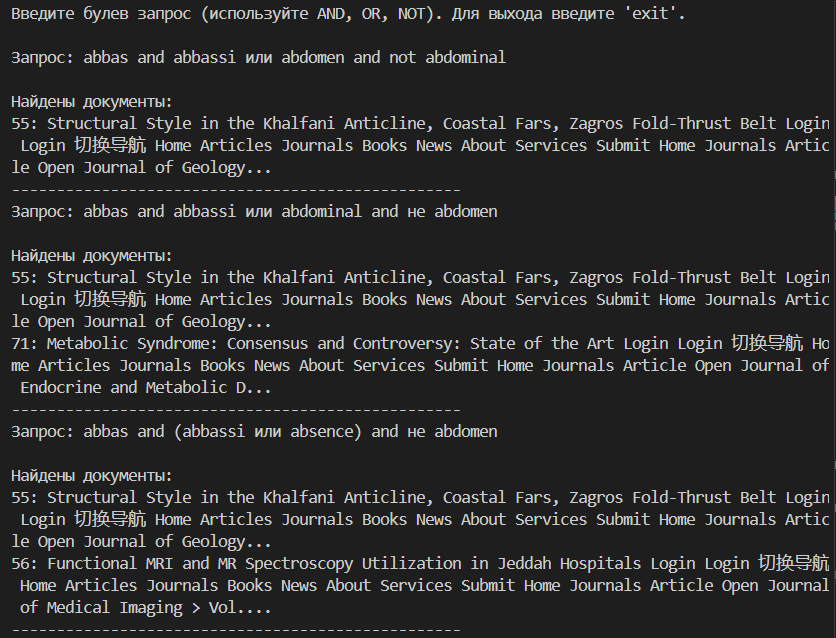 Введите булев запрос (используйте AND, OR, NOT). Для выхода введите 'exit'.
Запрос: abbas and abbassi или abdomen and not abdominal
Найдены документы:
55: Structural Style in the Khalfani Anticline, Coastal Fars, Zagros Fold-Thrust Belt Login
Login 切换导航 Home Articles Journals Books News About Services Submit Home Journals Artic
le Open Journal of Geology...
--------------------------------------------------
Запрос: abbas and abbassi или abdominal and не abdomen
Найдены документы:
55: Structural Style in the Khalfani Anticline, Coastal Fars, Zagros Fold-Thrust Belt Login
Login 切换导航 Home Articles Journals Books News About Services Submit Home Journals Artic
le Open Journal of Geology...
71: Metabolic Syndrome: Consensus and Controversy: State of the Art Login Login 切换导航 Ho
me Articles Journals Books News About Services Submit Home Journals Article Open Journal of
Endocrine and Metabolic D...
--------------------------------------------------
Запрос: abbas and (abbassi или absence) and не abdomen
Найдены документы:
55: Structural Style in the Khalfani Anticline, Coastal Fars, Zagros Fold-Thrust Belt Login
Login 切换导航 Home Articles Journals Books News About Services Submit Home Journals Artic
le Open Journal of Geology...
56: Functional MRI and MR Spectroscopy Utilization in Jeddah Hospitals Login Login 切换导航
Home Articles Journals Books News About Services Submit Home Journals Article Open Journal
of Medical Imaging > Vol....
--------------------------------------------------